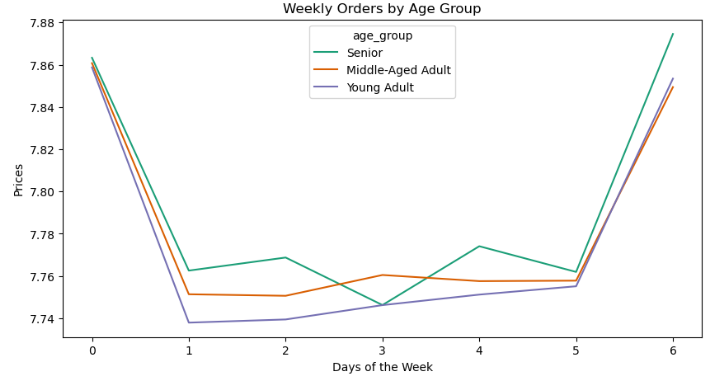 Weekly Orders by Age Group
7.88
7.86
7.84
7.82
7.80
7.78
7.76
7.74
Prices
age_group
Senior
Middle-Aged Adult
Young Adult
0 1 2 3 4 5 6
Days of the Week